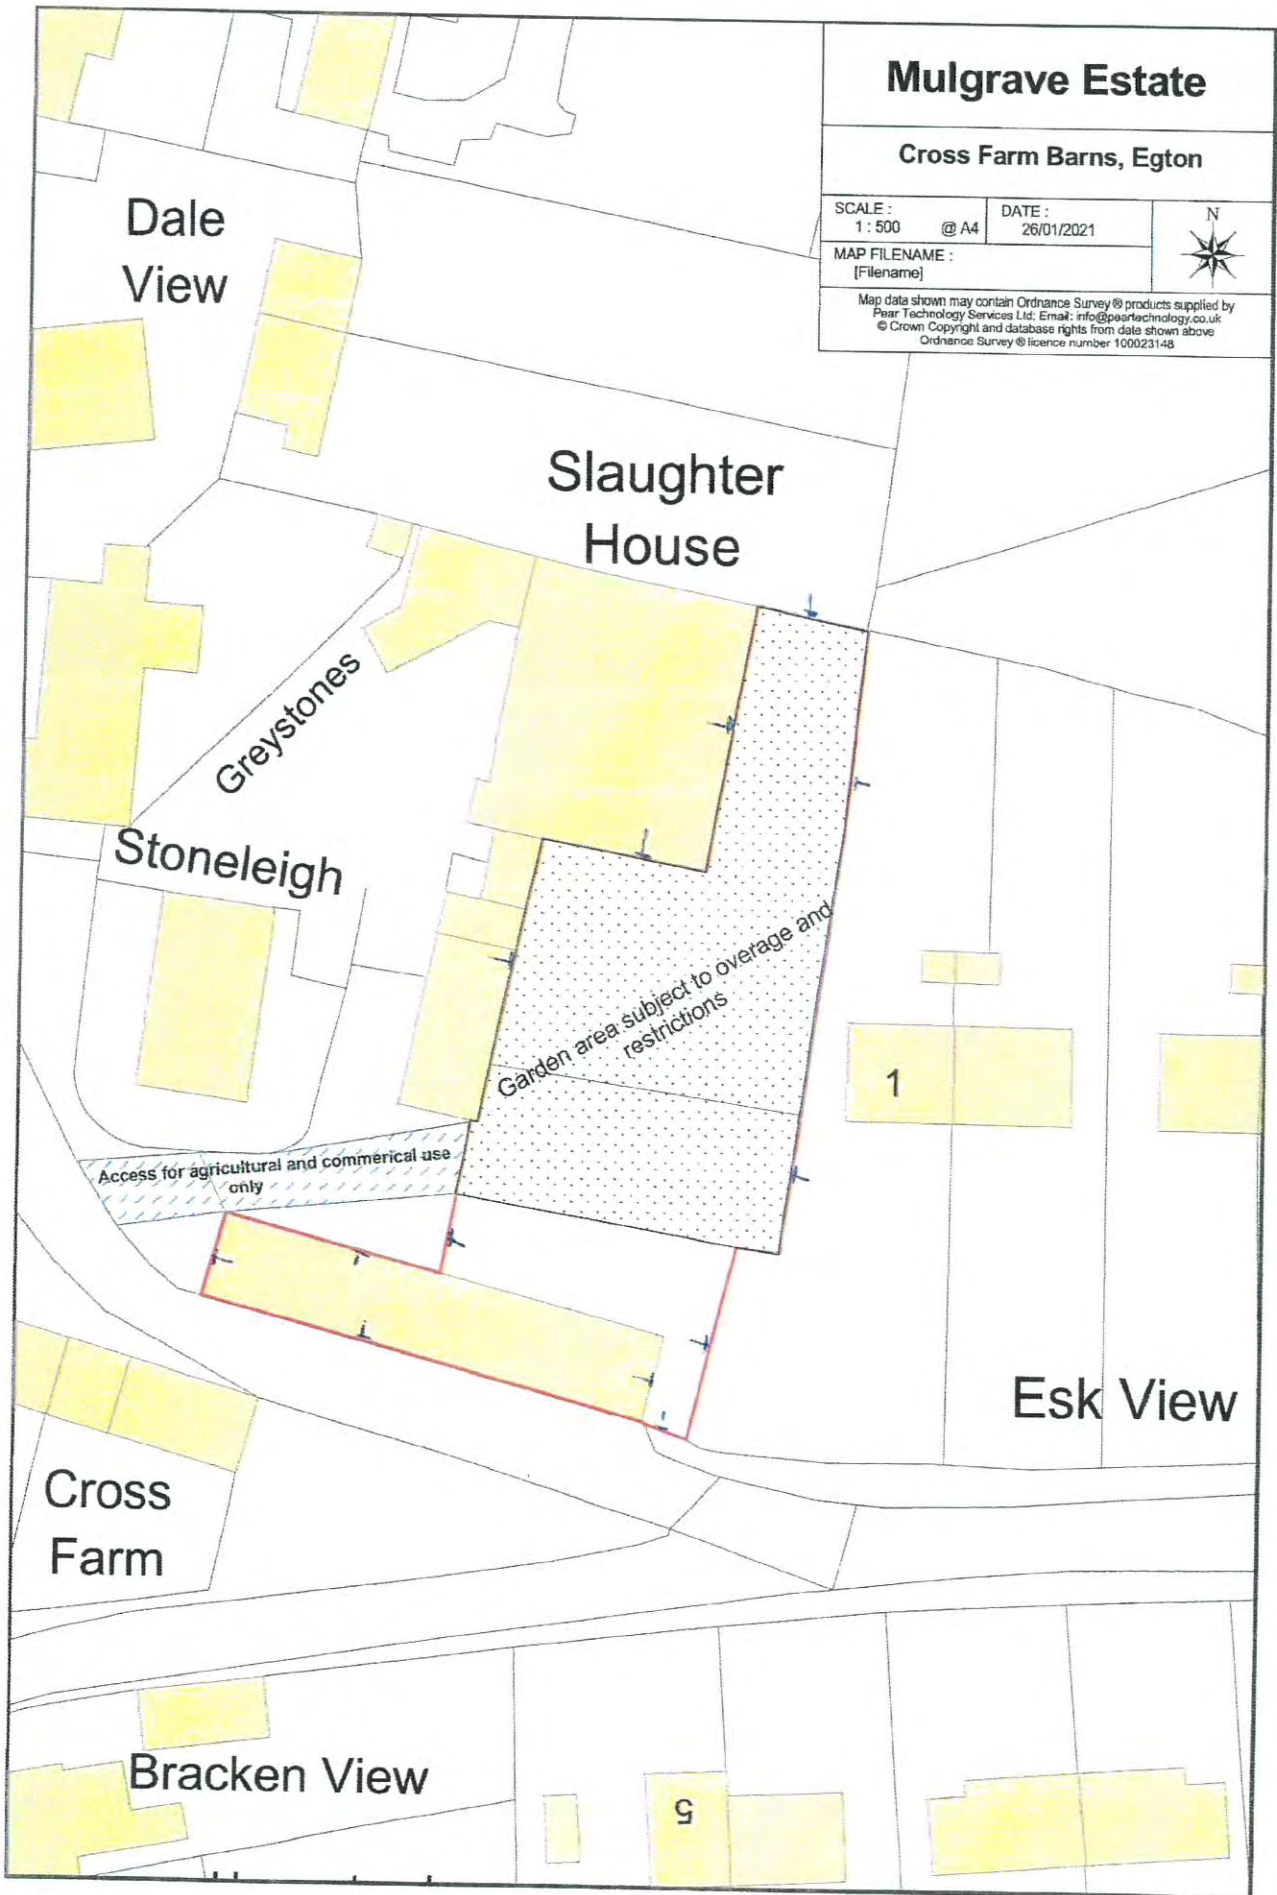 Mulgrave Estate
Cross Farm Barns, Egton
SCALE :
1 : 500 @ A4
DATE :
26/01/2021
N
MAP FILENAME :
[Filename]
Map data shown may contain Ordnance Survey ® products supplied by
Pear Technology Services Ltd; Email: info@peartechnology.co.uk
© Crown Copyright and database rights from date shown above
Ordnance Survey ® licence number 100023148
Dale
View
Slaughter
House
Greystones
Stoneleigh
Garden area subject to overage and
restrictions
1
Access for agricultural and commerical use
only
Esk View
Cross
Farm
Bracken View
5